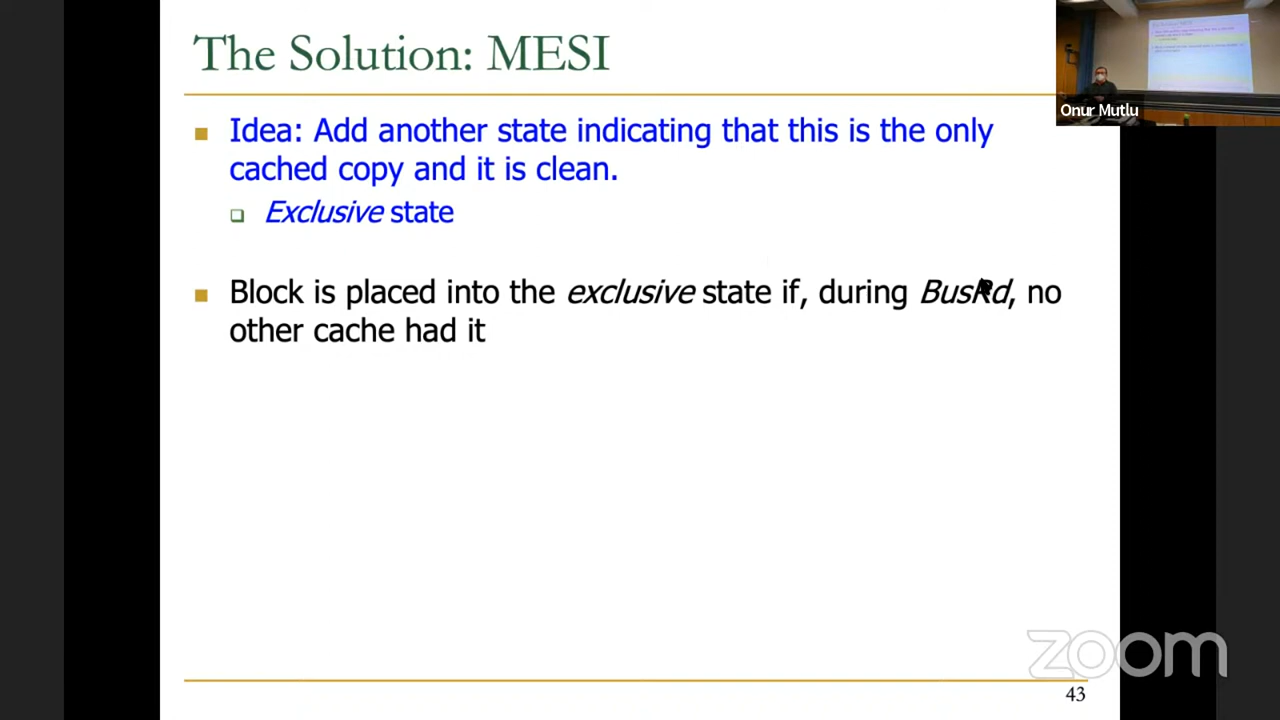 The Solution: MESI
Idea: Add another state indicating that this is the only
cached copy and it is clean.
Exclusive state
Block is placed into the exclusive state if, during BusRd, no
other cache had it
Onur Mutlu
zoom
43